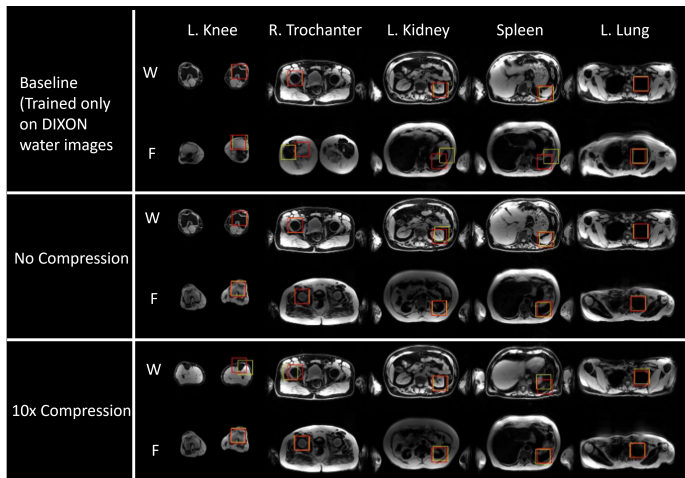 L. Knee R. Trochanter L. Kidney Spleen L. Lung
Baseline
(Trained only
on DIXON
water images
W
F
No Compression
W
F
10x Compression
W
F